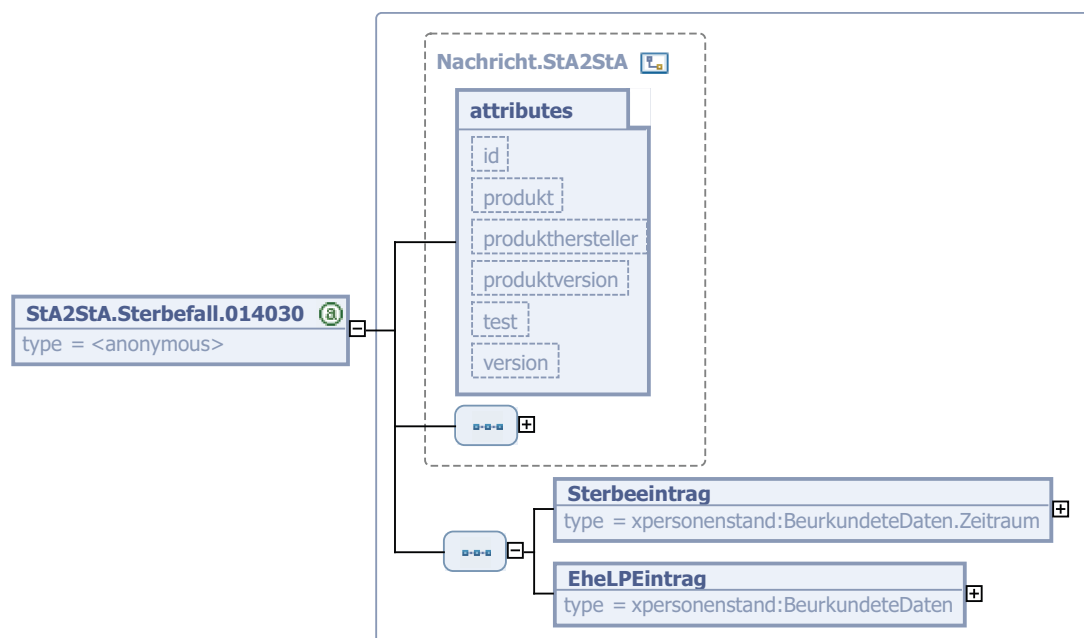 Nachricht.StA2StA
attributes
id
produkt
produkthersteller
produktversion
test
version
StA2StA.Sterbefall.014030 a
type = <anonymous>
Sterbeeintrag
type = xpersonenstand:BeurkundeteDaten.Zeitraum
EheLPEintrag
type = xpersonenstand:BeurkundeteDaten